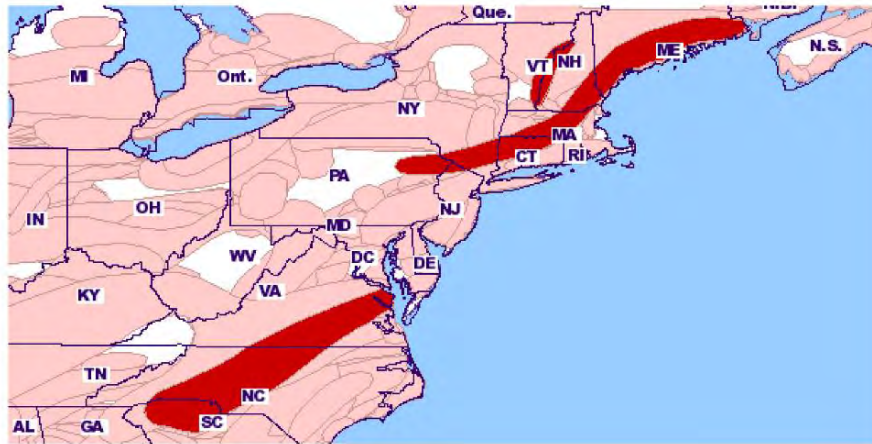 Que.
N.B.
ME
N.S.
MI
Ont.
VT
NH
NY
MA
CT
RI
PA
OH
IN
NJ
MD
WV
DC
DE
KY
VA
TN
NC
SC
AL
GA